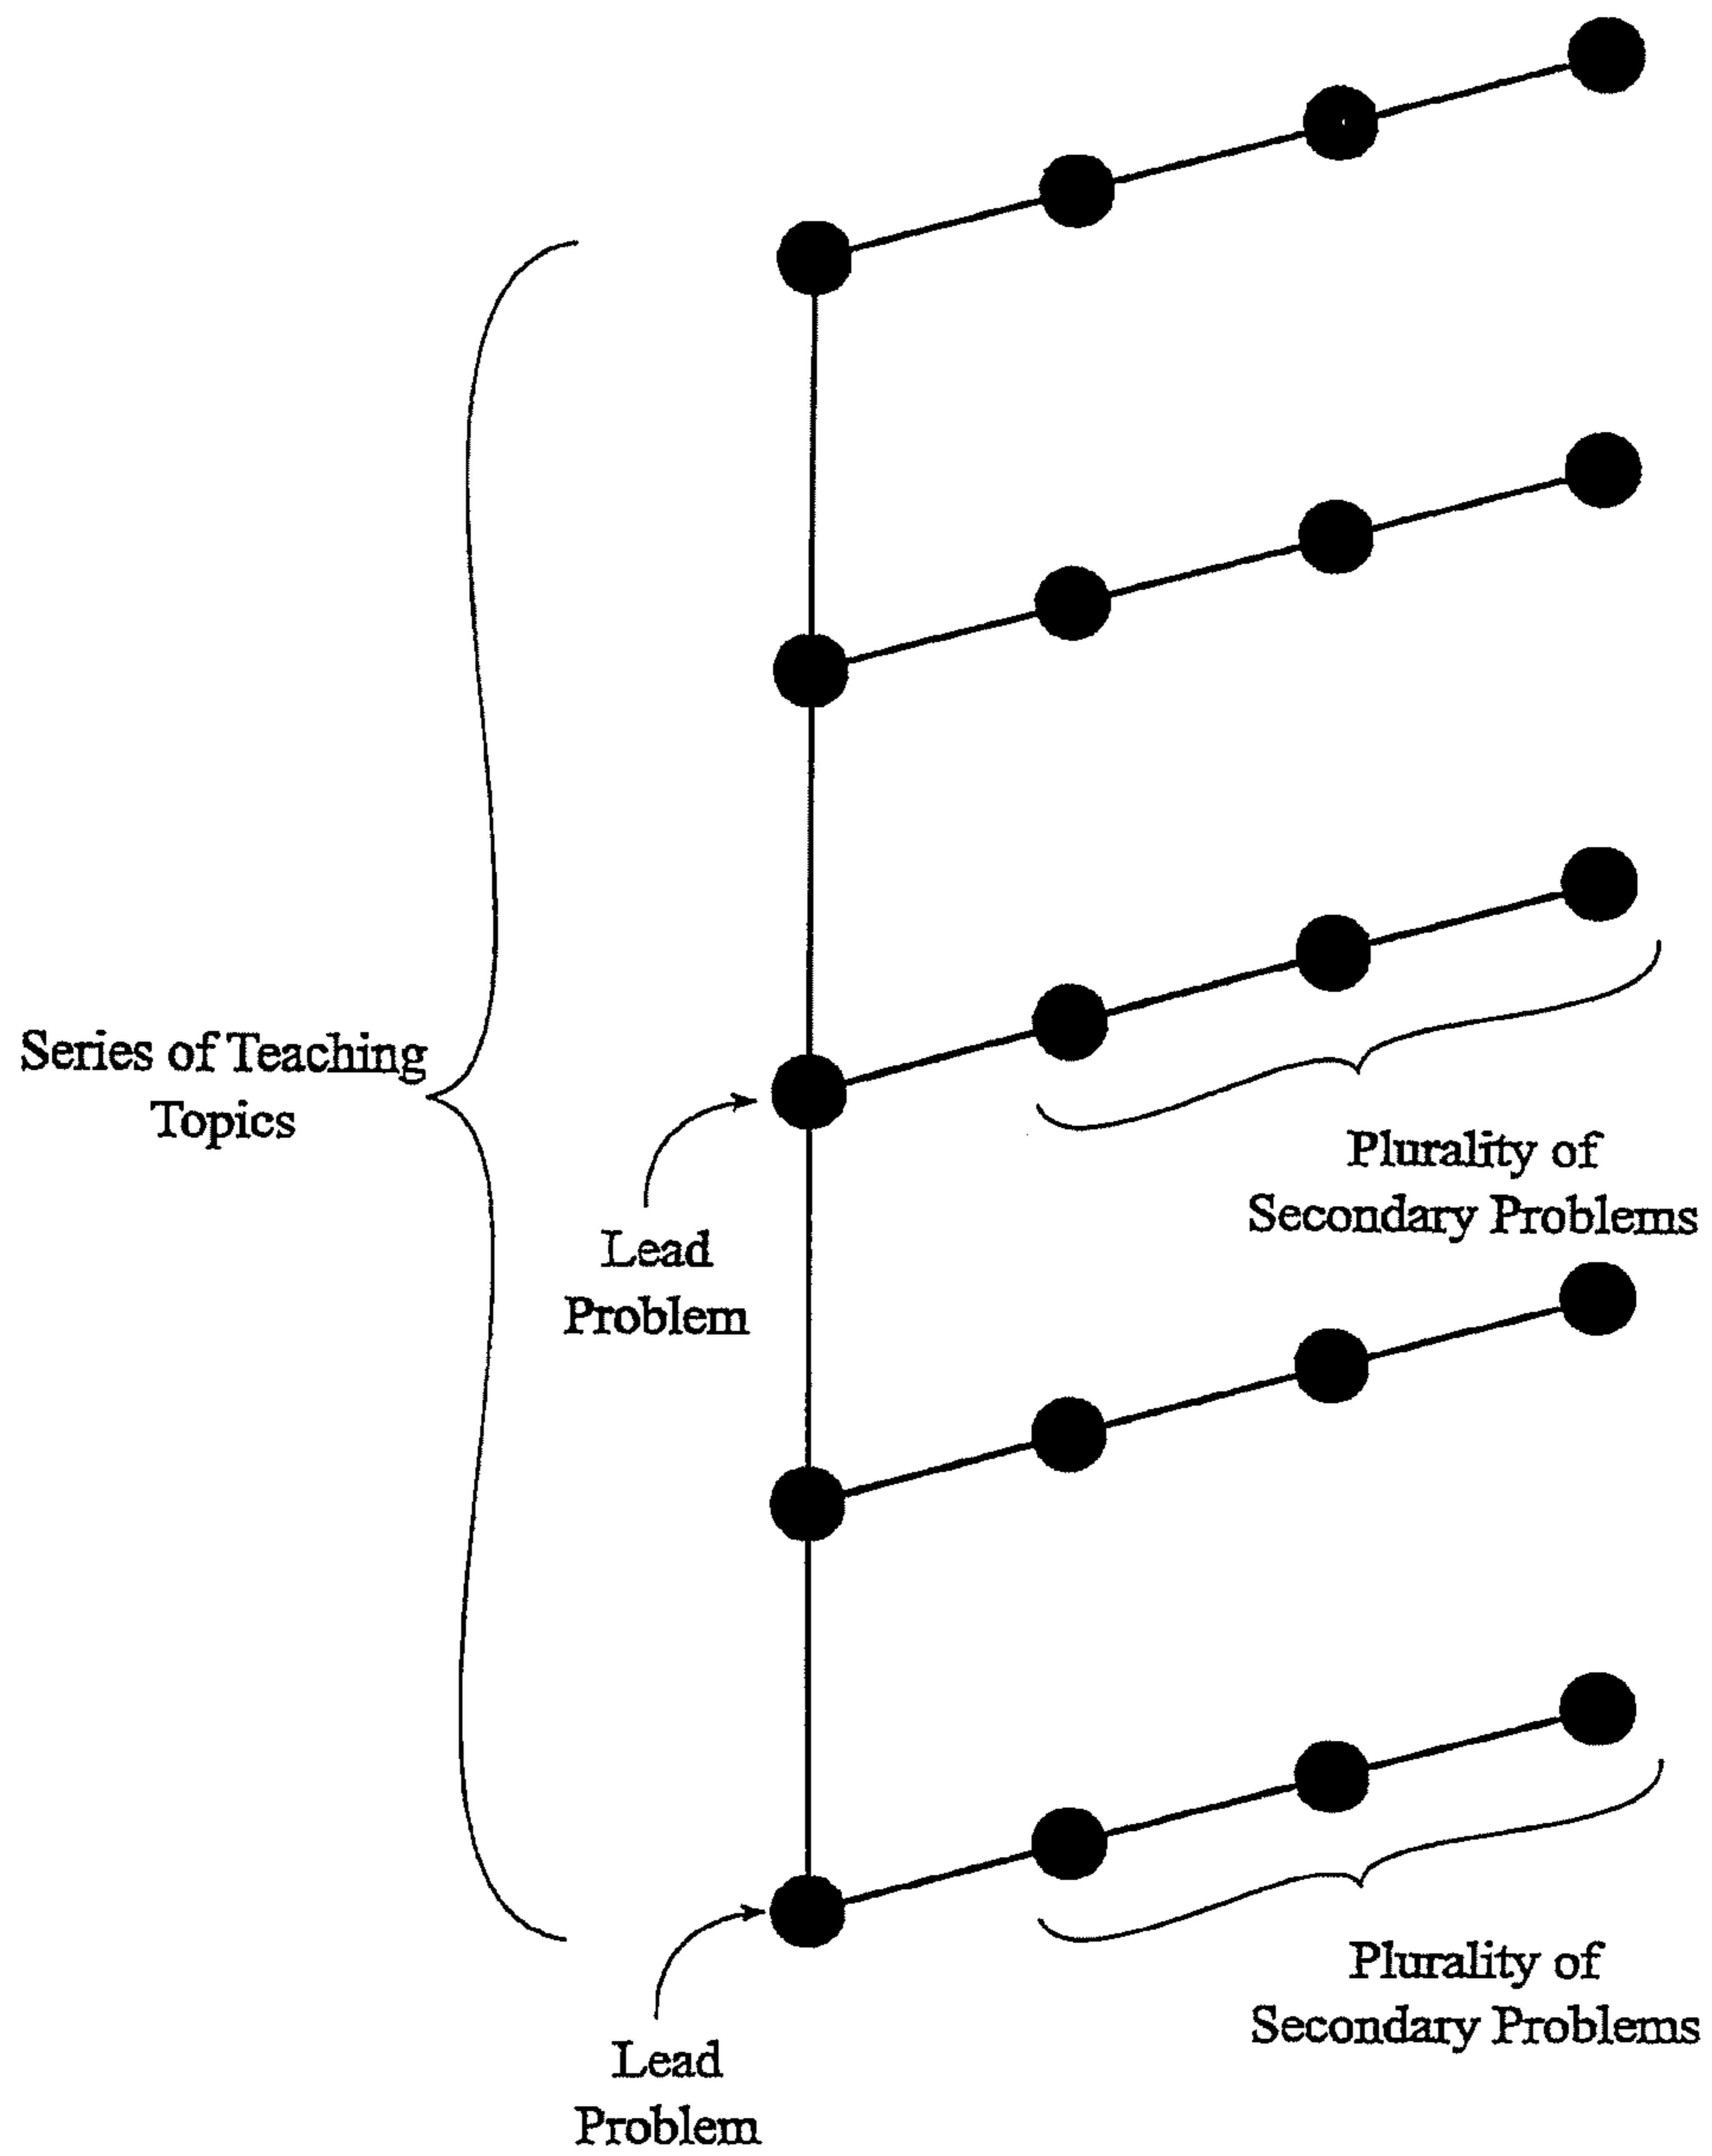 Series of Teaching
Topics
Plurality of
Secondary Problems
Lead
Problem
Plurality of
Secondary Problems
Lead
Problem